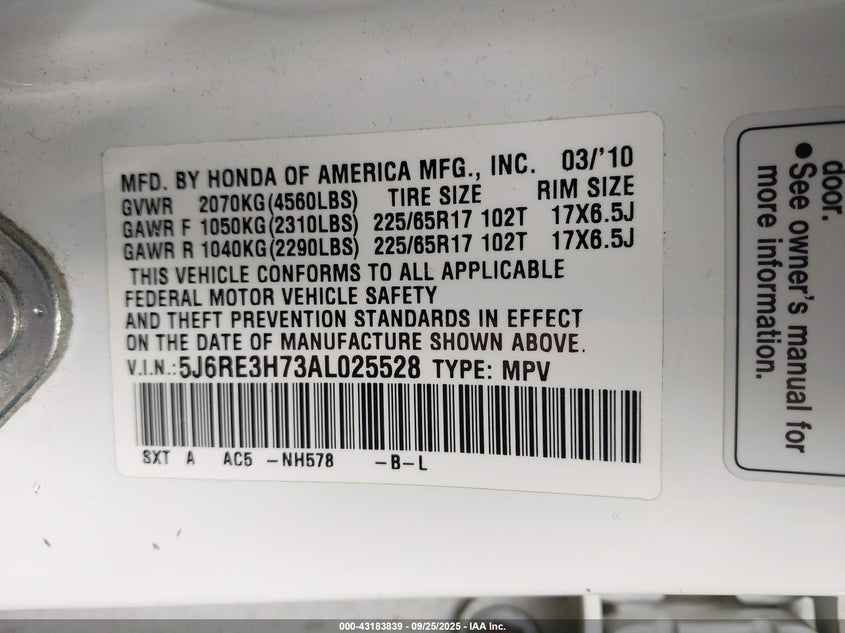 MFD. BY HONDA OF AMERICA MFG., INC. 03/'10
GVWR 2070KG(4560LBS) TIRE SIZE RIM SIZE
GAWR F 1050KG(2310LBS) 225/65R17 102T 17X6.5J
GAWR R 1040KG(2290LBS) 225/65R17 102T 17X6.5J
THIS VEHICLE CONFORMS TO ALL APPLICABLE
FEDERAL MOTOR VEHICLE SAFETY
AND THEFT PREVENTION STANDARDS IN EFFECT
ON THE DATE OF MANUFACTURE SHOWN ABOVE.
V.I.N.:5J6RE3H73AL025528 TYPE: MPV
SXT A AC5 -NH578 -B-L
door.
●See owner's manual for
more information.
000-43183839 - 09/25/2025 - IAA Inc.